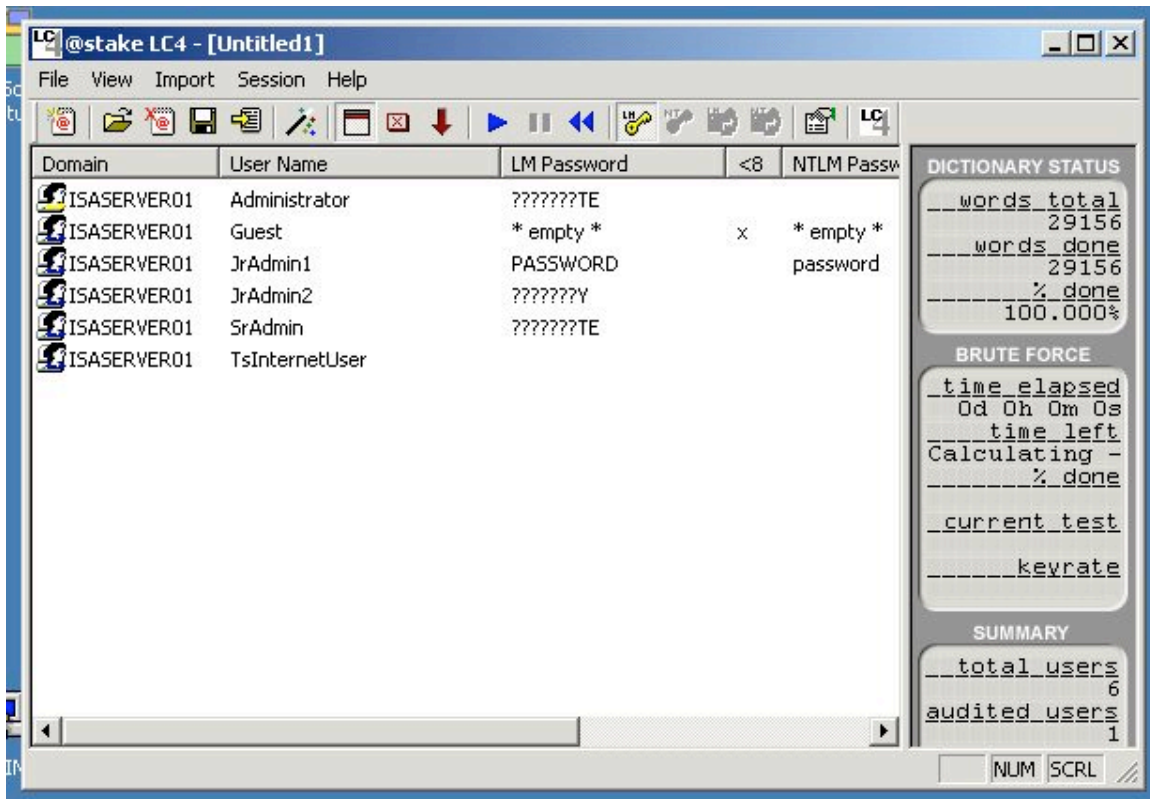 @stake LC4 - [Untitled1]
File View Import Session Help
Domain User Name LM Password <8 NTLM Passw
ISASERVER01 Administrator ???????TE
ISASERVER01 Guest * empty * x * empty *
ISASERVER01 JrAdmin1 PASSWORD password
ISASERVER01 JrAdmin2 ???????Y
ISASERVER01 SrAdmin ???????TE
ISASERVER01 TsInternetUser
DICTIONARY STATUS
words total
29156
words done
29156
% done
100.000%
BRUTE FORCE
time elapsed
0d 0h 0m 0s
time left
Calculating -
% done
current test
keyrate
SUMMARY
total users
6
audited users
1
NUM SCRL